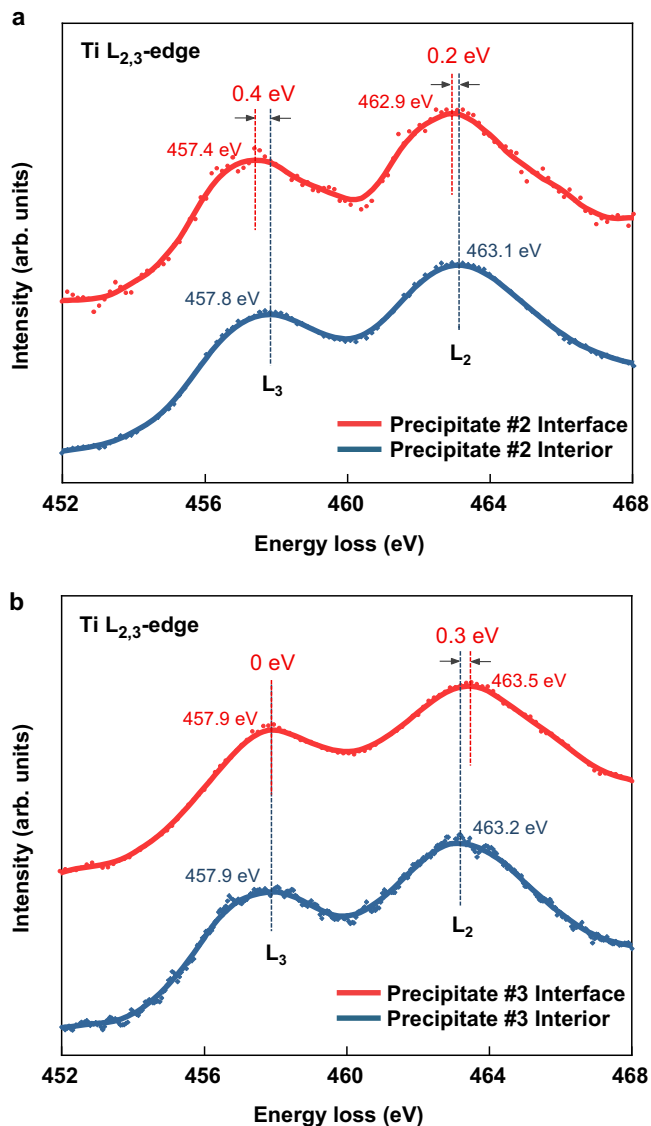 a
Ti L2,3-edge
0.4 eV
0.2 eV
457.4 eV
462.9 eV
457.8 eV
463.1 eV
L3
L2
Precipitate #2 Interface
Precipitate #2 Interior
Intensity (arb. units)
452 456 460 464 468
Energy loss (eV)
b
Ti L2,3-edge
0 eV
0.3 eV
457.9 eV
463.5 eV
457.9 eV
463.2 eV
L3
L2
Precipitate #3 Interface
Precipitate #3 Interior
Intensity (arb. units)
452 456 460 464 468
Energy loss (eV)